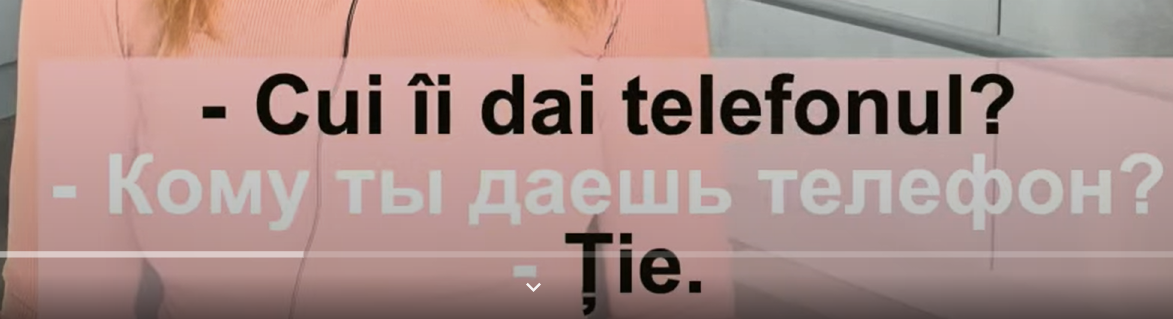 - Cui îi dai telefonul?
- Кому ты даешь телефон?
- Ție.